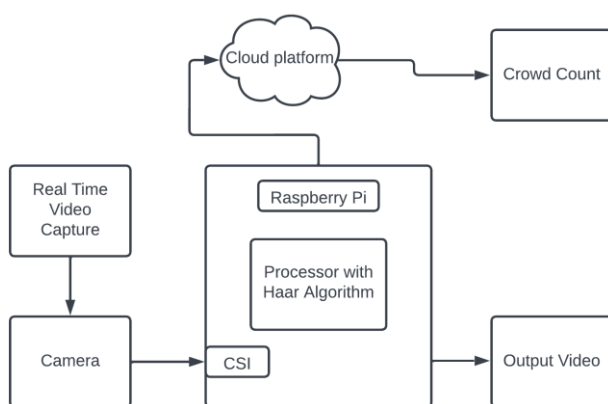 Cloud platform
Crowd Count
Real Time
Video
Capture
Raspberry Pi
Processor with
Haar Algorithm
Camera
CSI
Output Video